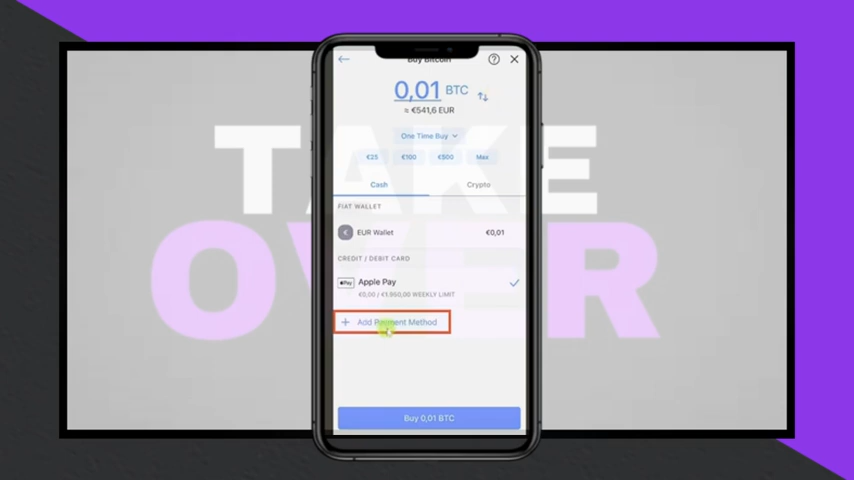 Buy Bitcoin
0,01 BTC
≈ €541,6 EUR
One Time Buy
€25 €100 €500 Max
Cash Crypto
FIAT WALLET
€ EUR Wallet €0,01
CREDIT / DEBIT CARD
Pay Apple Pay
€0,00 / €1.950,00 WEEKLY LIMIT
+ Add Payment Method
Buy 0,01 BTC
TAKE
OVER